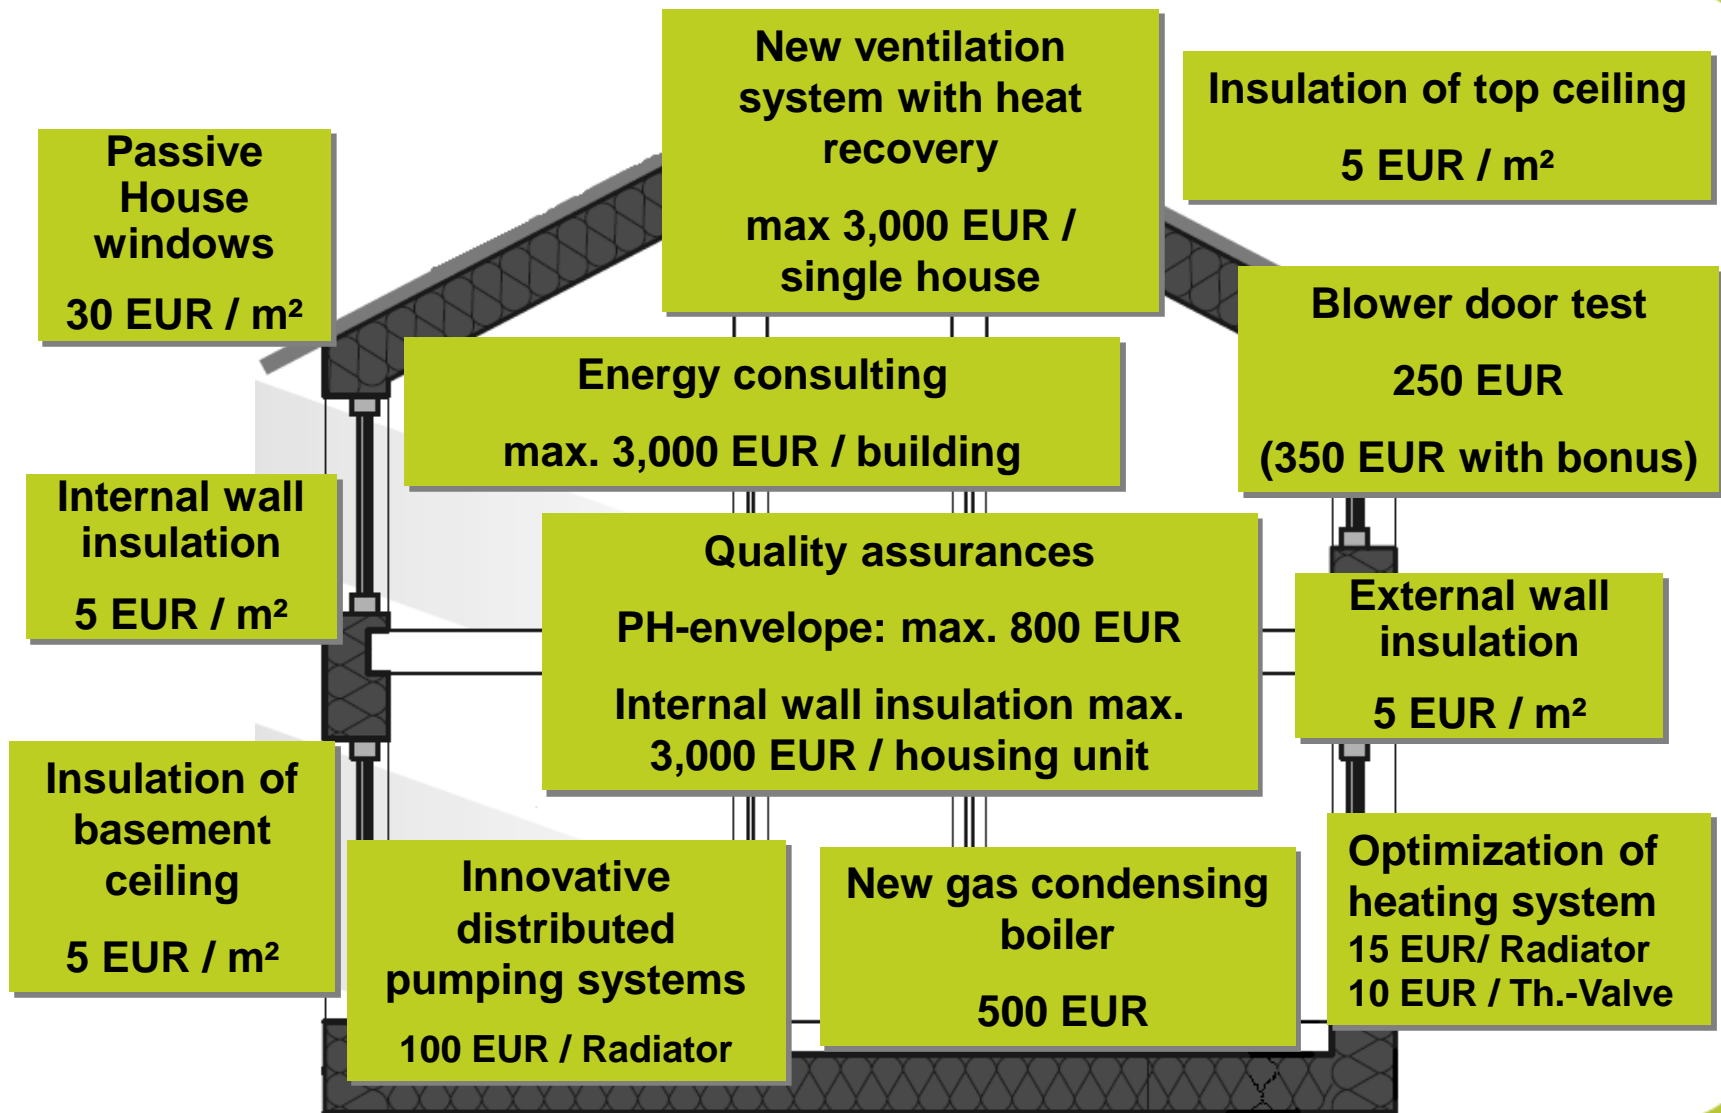 New ventilation
system with heat
recovery
max 3,000 EUR /
single house
Insulation of top ceiling
5 EUR / m²
Passive
House
windows
30 EUR / m²
Blower door test
250 EUR
(350 EUR with bonus)
Energy consulting
max. 3,000 EUR / building
Internal wall
insulation
5 EUR / m²
Quality assurances
PH-envelope: max. 800 EUR
Internal wall insulation max.
3,000 EUR / housing unit
External wall
insulation
5 EUR / m²
Insulation of
basement
ceiling
5 EUR / m²
Innovative
distributed
pumping systems
100 EUR / Radiator
New gas condensing
boiler
500 EUR
Optimization of
heating system
15 EUR/ Radiator
10 EUR / Th.-Valve